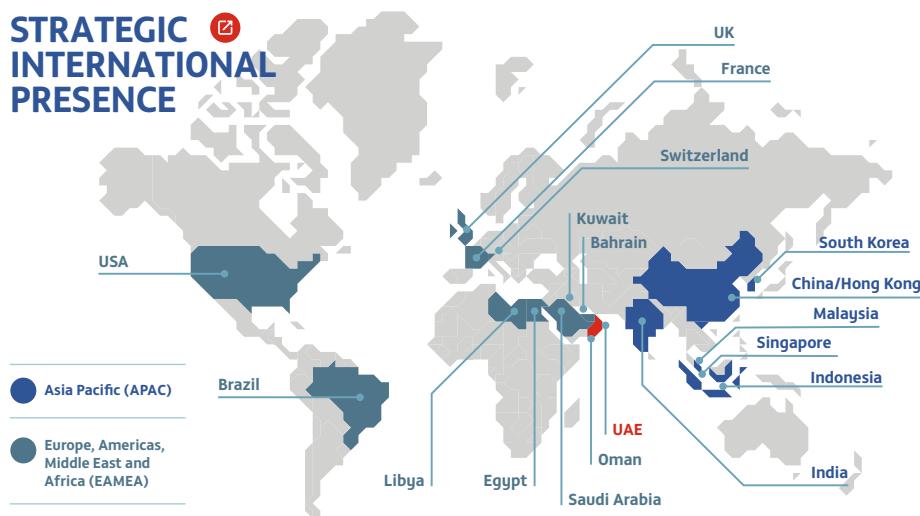 STRATEGIC
INTERNATIONAL
PRESENCE
UK
France
Switzerland
Kuwait
Bahrain
South Korea
USA
China/Hong Kong
Malaysia
Singapore
Indonesia
Brazil
Asia Pacific (APAC)
UAE
Oman
Europe, Americas,
Middle East and
Africa (EAMEA)
India
Libya
Egypt
Saudi Arabia